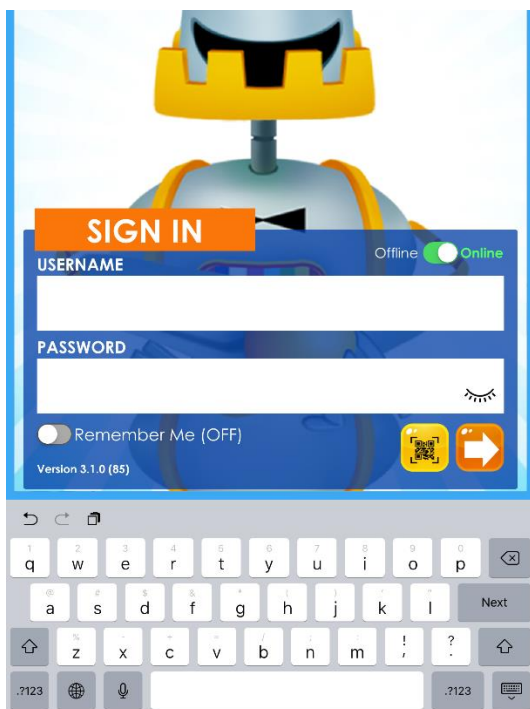 SIGN IN
Offline Online
USERNAME
PASSWORD
Remember Me (OFF)
Version 3.1.0 (85)
1 2 3 4 5 6 7 8 9 0
q w e r t y u i o p
@ # $ & * ( ) ' "
a s d f g h j k l Next
% - + = / ; : ! ?
z x c v b n m , .
.?123 .?123